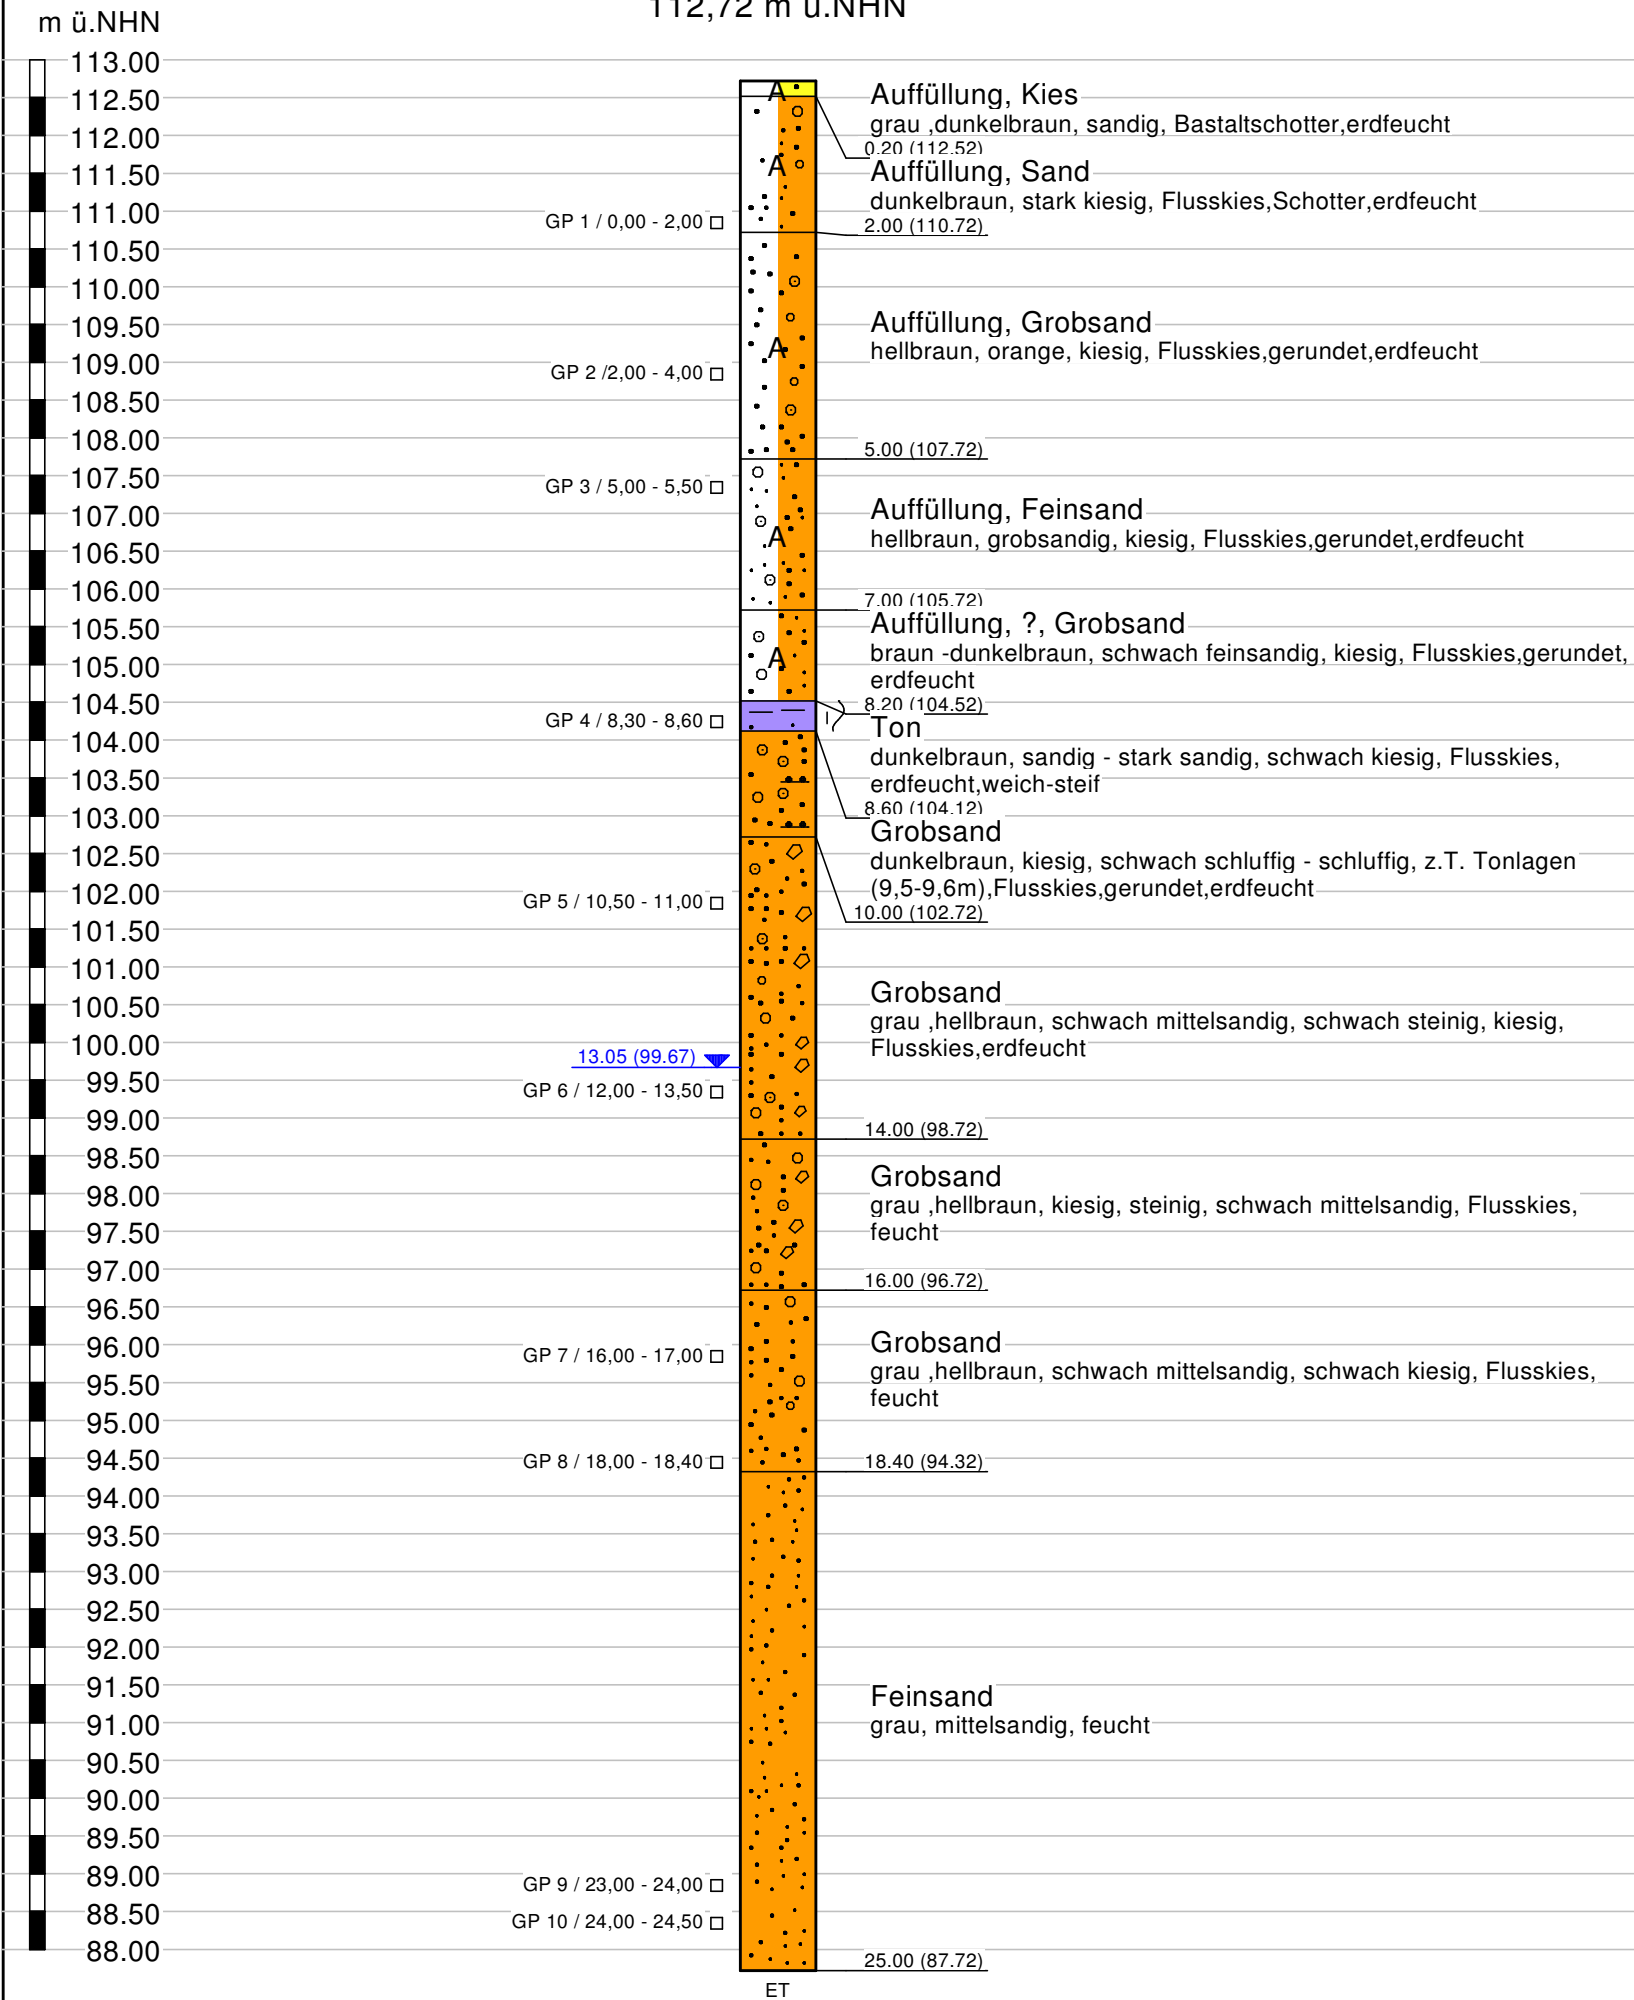 112,72 m ü.NHN
m ü.NHN
113.00
112.50
112.00
111.50
111.00
110.50
110.00
109.50
109.00
108.50
108.00
107.50
107.00
106.50
106.00
105.50
105.00
104.50
104.00
103.50
103.00
102.50
102.00
101.50
101.00
100.50
100.00
99.50
99.00
98.50
98.00
97.50
97.00
96.50
96.00
95.50
95.00
94.50
94.00
93.50
93.00
92.50
92.00
91.50
91.00
90.50
90.00
89.50
89.00
88.50
88.00
GP 1 / 0,00 - 2,00
GP 2 /2,00 - 4,00
GP 3 / 5,00 - 5,50
GP 4 / 8,30 - 8,60
GP 5 / 10,50 - 11,00
13.05 (99.67)
GP 6 / 12,00 - 13,50
GP 7 / 16,00 - 17,00
GP 8 / 18,00 - 18,40
GP 9 / 23,00 - 24,00
GP 10 / 24,00 - 24,50
A
A
A
A
A
ET
Auffüllung, Kies
grau ,dunkelbraun, sandig, Bastaltschotter,erdfeucht
0.20 (112.52)
Auffüllung, Sand
dunkelbraun, stark kiesig, Flusskies,Schotter,erdfeucht
2.00 (110.72)
Auffüllung, Grobsand
hellbraun, orange, kiesig, Flusskies,gerundet,erdfeucht
5.00 (107.72)
Auffüllung, Feinsand
hellbraun, grobsandig, kiesig, Flusskies,gerundet,erdfeucht
7.00 (105.72)
Auffüllung, ?, Grobsand
braun -dunkelbraun, schwach feinsandig, kiesig, Flusskies,gerundet,
erdfeucht
8.20 (104.52)
Ton
dunkelbraun, sandig - stark sandig, schwach kiesig, Flusskies,
erdfeucht,weich-steif
8.60 (104.12)
Grobsand
dunkelbraun, kiesig, schwach schluffig - schluffig, z.T. Tonlagen
(9,5-9,6m),Flusskies,gerundet,erdfeucht
10.00 (102.72)
Grobsand
grau ,hellbraun, schwach mittelsandig, schwach steinig, kiesig,
Flusskies,erdfeucht
14.00 (98.72)
Grobsand
grau ,hellbraun, kiesig, steinig, schwach mittelsandig, Flusskies,
feucht
16.00 (96.72)
Grobsand
grau ,hellbraun, schwach mittelsandig, schwach kiesig, Flusskies,
feucht
18.40 (94.32)
Feinsand
grau, mittelsandig, feucht
25.00 (87.72)